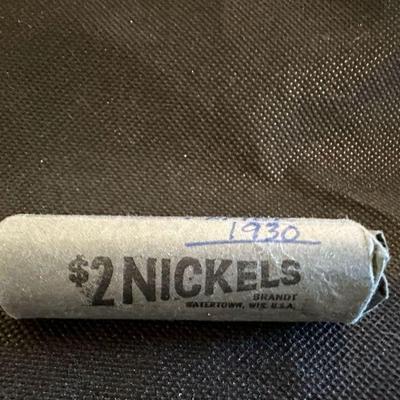 1930
$2 NICKELS
BRANDT
WATERTOWN, WIS. U.S.A.